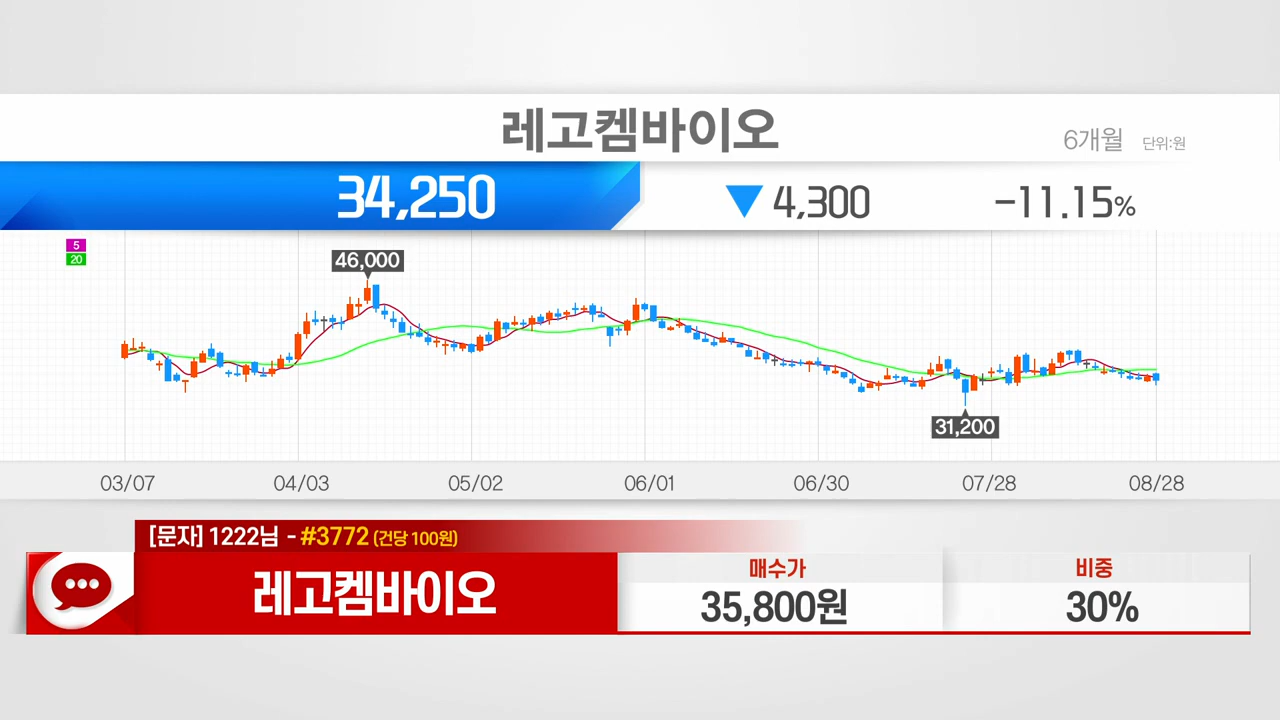 레고켐바이오
6개월 단위:원
34,250 ▼ 4,300 -11.15%
5
20
46,000
31,200
03/07 04/03 05/02 06/01 06/30 07/28 08/28
[문자] 1222님 - #3772 (건당 100원)
레고켐바이오
매수가 비중
35,800원 30%